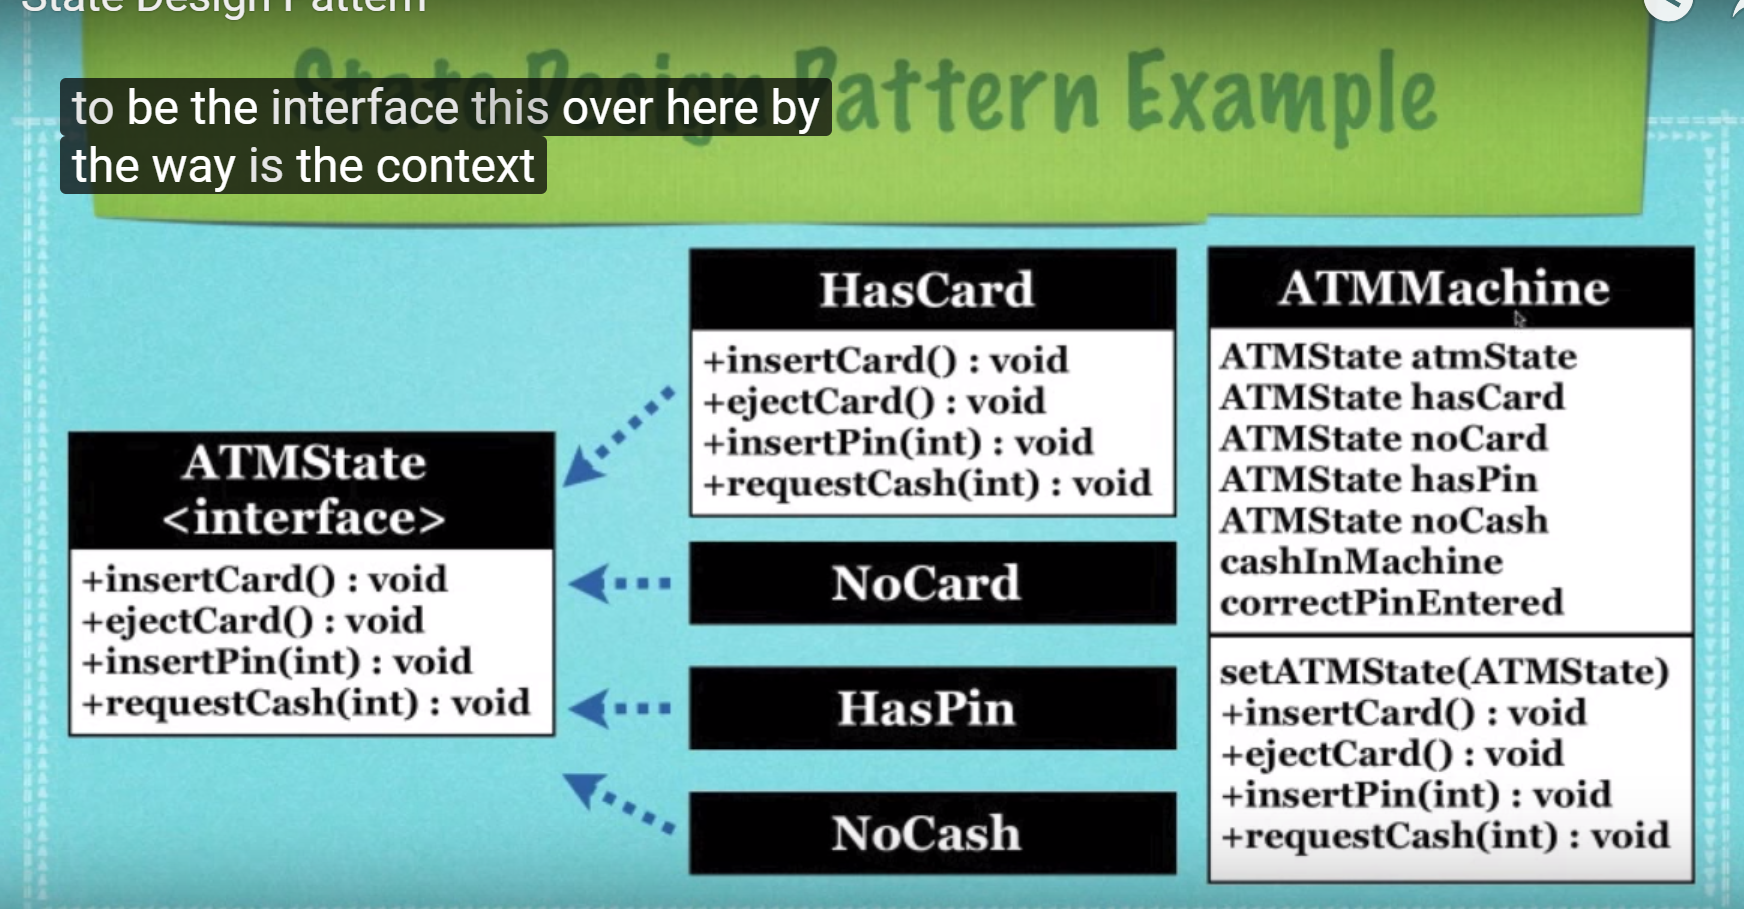 State Design Pattern
State Design Pattern Example
to be the interface this over here by
the way is the context
ATMState
<interface>
+insertCard() : void
+ejectCard() : void
+insertPin(int) : void
+requestCash(int) : void
HasCard
+insertCard() : void
+ejectCard() : void
+insertPin(int) : void
+requestCash(int) : void
NoCard
HasPin
NoCash
ATMMachine
ATMState atmState
ATMState hasCard
ATMState noCard
ATMState hasPin
ATMState noCash
cashInMachine
correctPinEntered
setATMState(ATMState)
+insertCard() : void
+ejectCard() : void
+insertPin(int) : void
+requestCash(int) : void